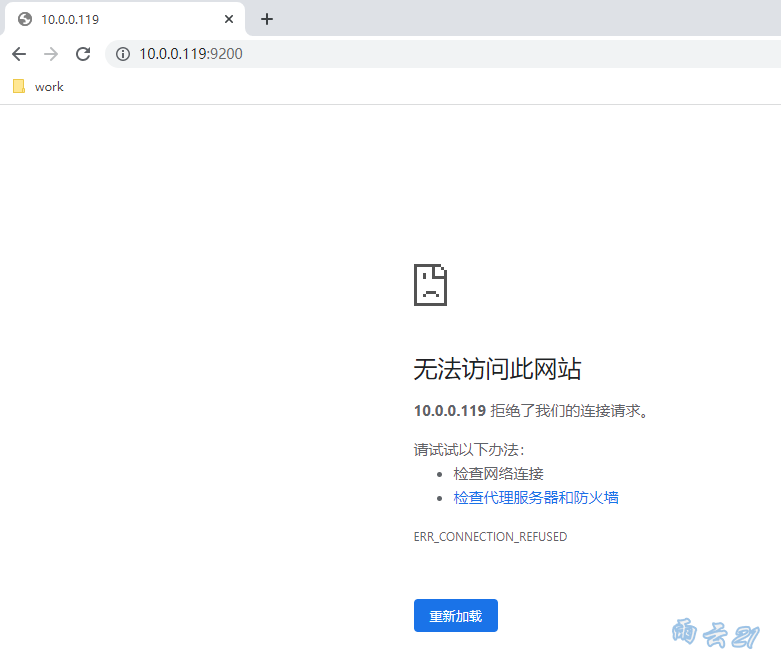 10.0.0.119
10.0.0.119:9200
work
无法访问此网站
10.0.0.119 拒绝了我们的连接请求。
请试试以下办法：
检查网络连接
检查代理服务器和防火墙
ERR_CONNECTION_REFUSED
重新加载
雨云21